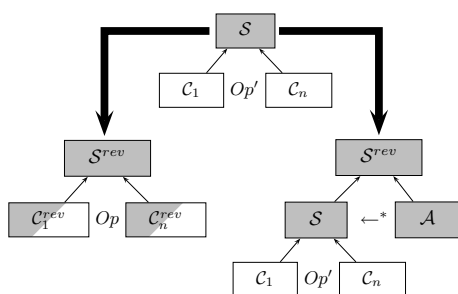 𝒮
𝒞₁ Op′ 𝒞ₙ
𝒮ʳᵉᵛ 𝒮ʳᵉᵛ
𝒞₁ʳᵉᵛ Op 𝒞ₙʳᵉᵛ 𝒮 ←* 𝒜
𝒞₁ Op′ 𝒞ₙ